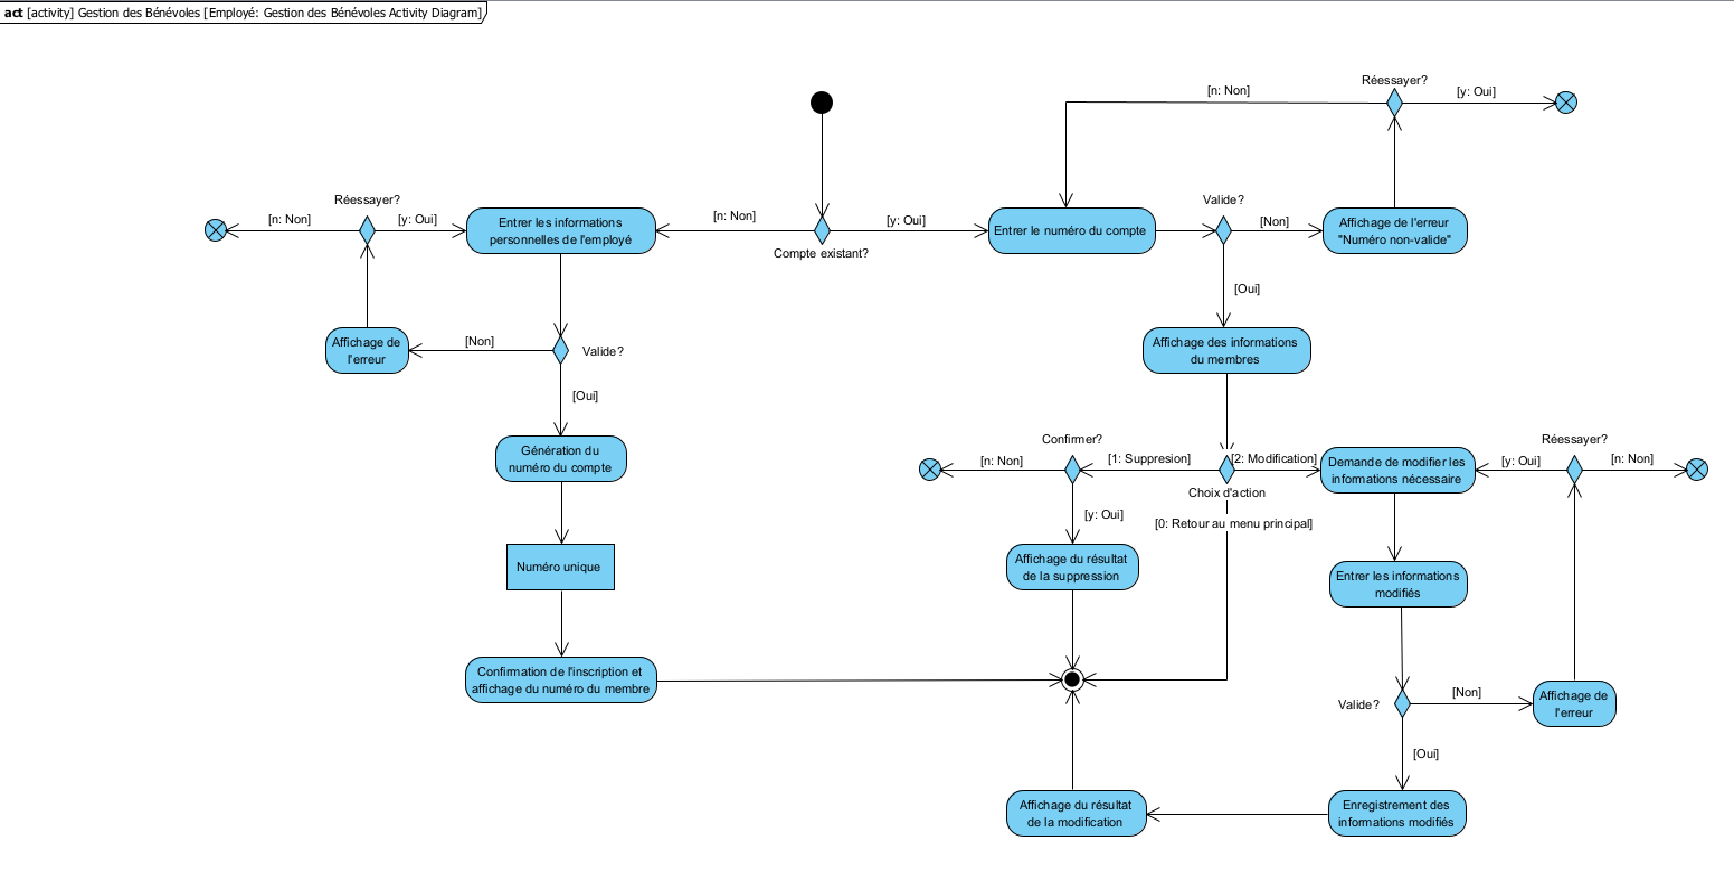 act [activity] Gestion des Bénévoles [Employé: Gestion des Bénévoles Activity Diagram]
Réessayer?
[n: Non]
[y: Oui]
Réessayer?
[n: Non]
[y: Oui]
Entrer les informations
personnelles de l'employé
[n: Non]
[y: Oui]
Compte existant?
Entrer le numéro du compte
Valide?
[Non]
Affichage de l'erreur
"Numéro non-valide"
[Oui]
Affichage de
l'erreur
[Non]
Valide?
[Oui]
Affichage des informations
du membres
Génération du
numéro du compte
Confirmer?
[n: Non]
[1: Suppresion]
[2: Modification]
Choix d'action
[0: Retour au menu principal]
Demande de modifier les
informations nécessaire
Réessayer?
[y: Oui]
[n: Non]
[y: Oui]
Numéro unique
Affichage du résultat
de la suppression
Entrer les informations
modifiés
Confirmation de l'inscription et
affichage du numéro du membre
Valide?
[Non]
Affichage de
l'erreur
[Oui]
Affichage du résultat
de la modification
Enregistrement des
informations modifiés